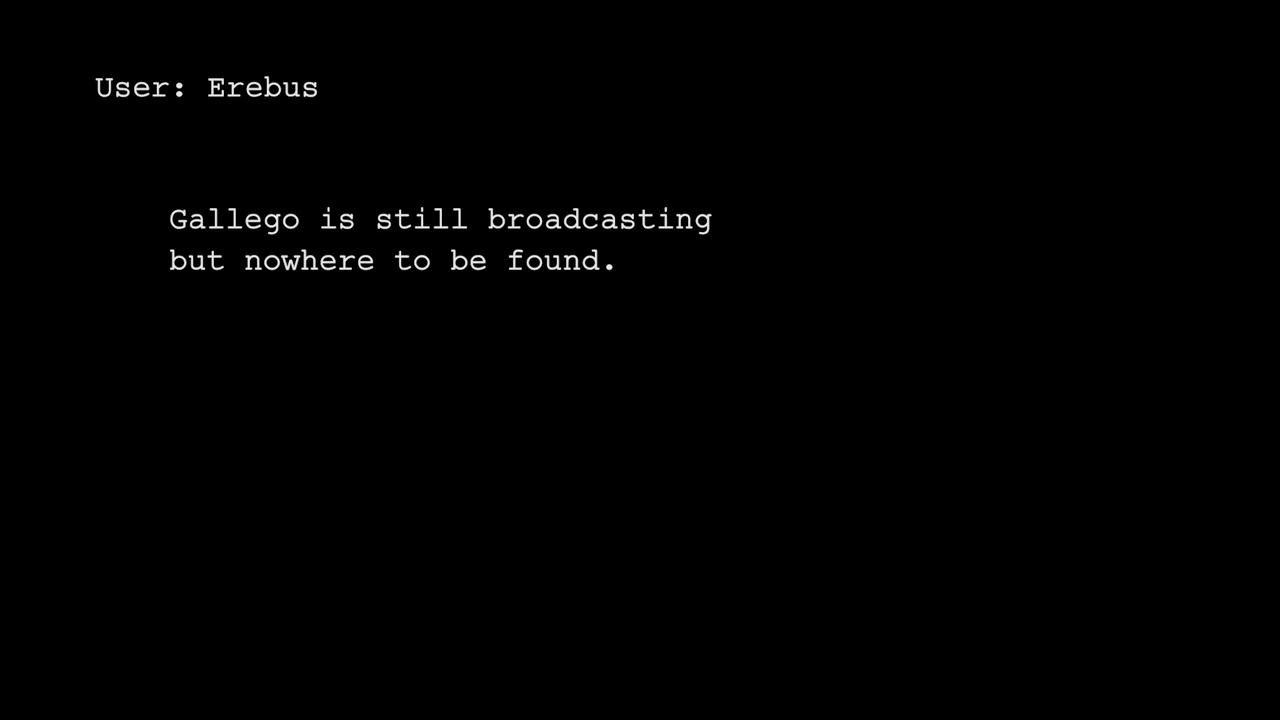 User: Erebus
Gallego is still broadcasting
but nowhere to be found.